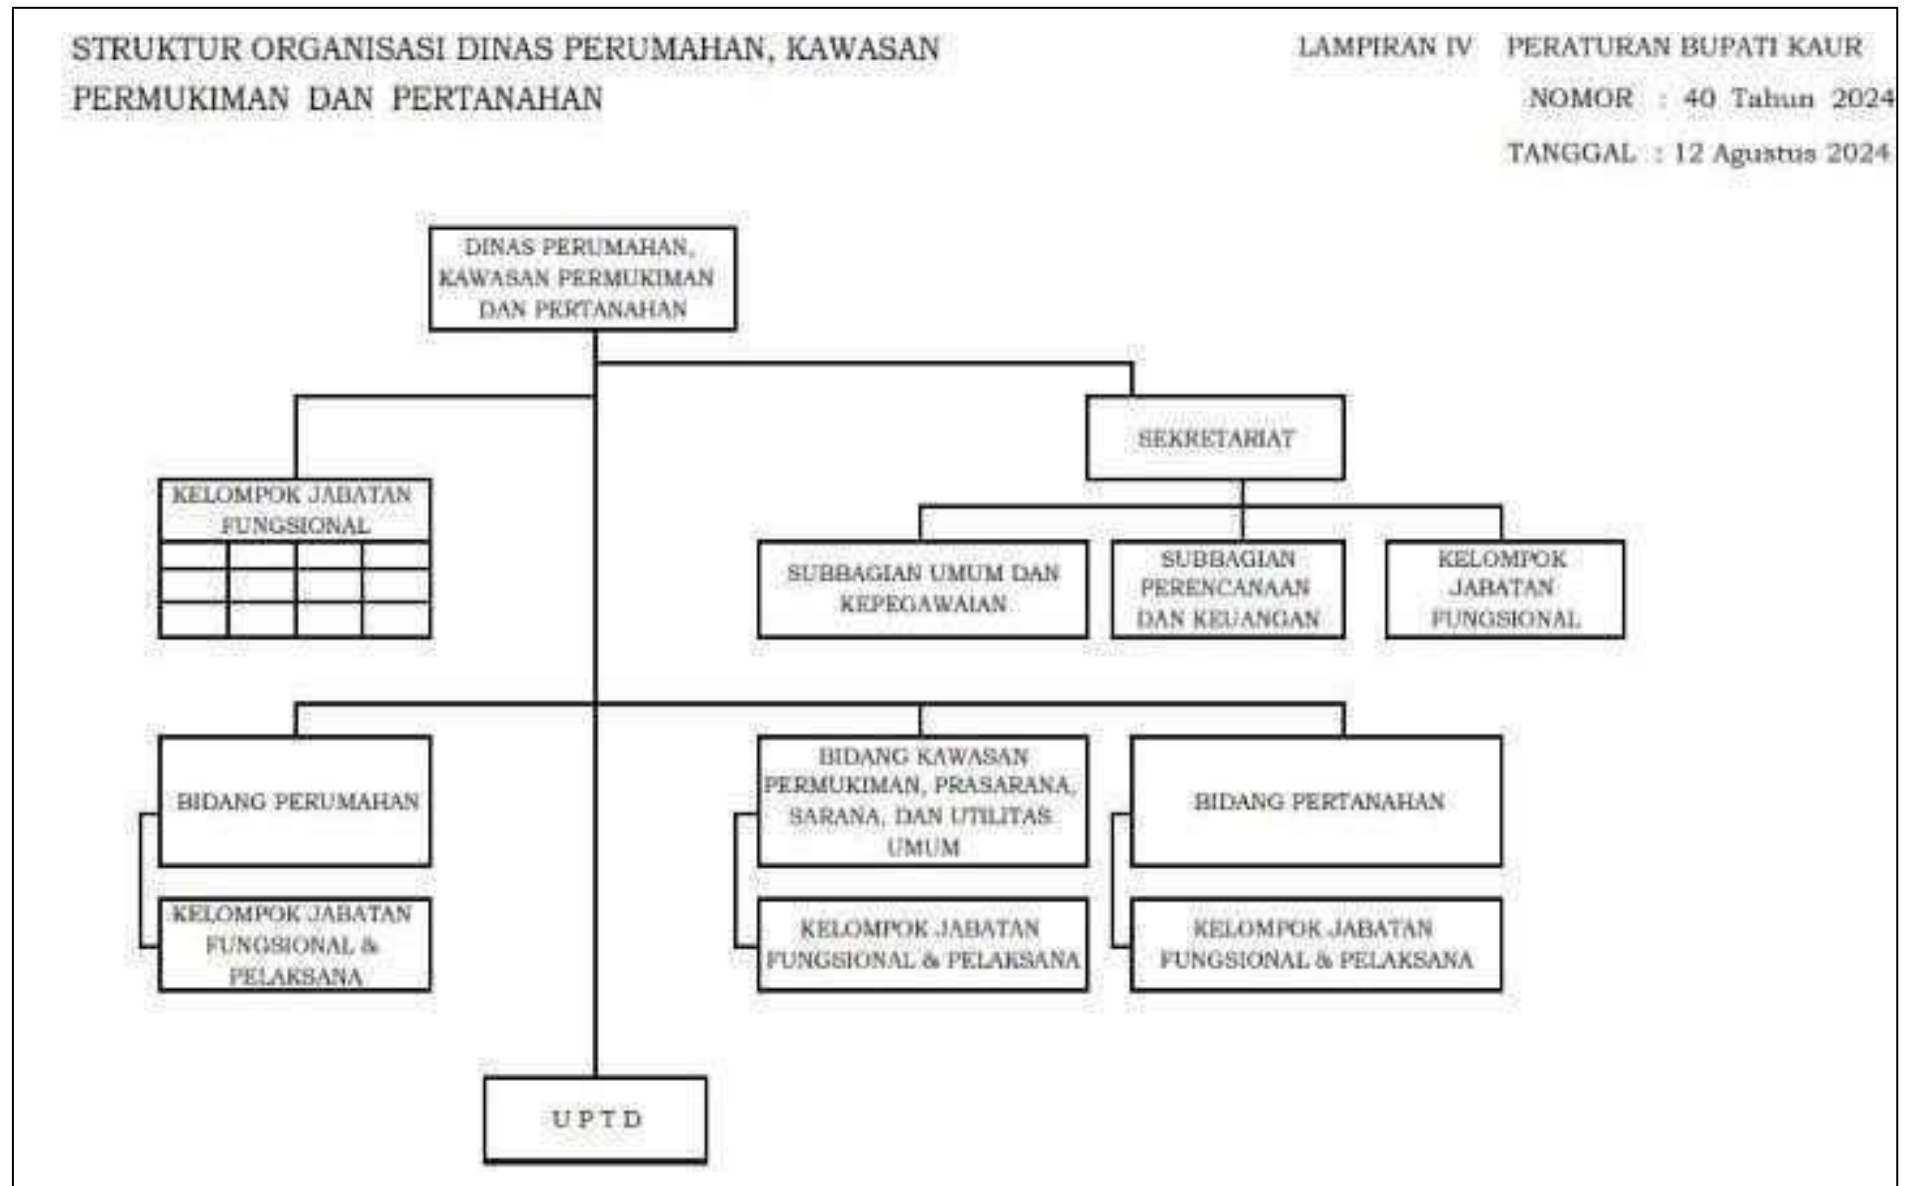 STRUKTUR ORGANISASI DINAS PERUMAHAN, KAWASAN
PERMUKIMAN DAN PERTANAHAN
LAMPIRAN IV PERATURAN BUPATI KAUR
NOMOR : 40 Tahun 2024
TANGGAL : 12 Agustus 2024
DINAS PERUMAHAN,
KAWASAN PERMUKIMAN
DAN PERTANAHAN
SEKRETARIAT
KELOMPOK JABATAN
FUNGSIONAL
SUBBAGIAN UMUM DAN
KEPEGAWAIAN
SUBBAGIAN
PERENCANAAN
DAN KEUANGAN
KELOMPOK
JABATAN
FUNGSIONAL
BIDANG PERUMAHAN
BIDANG KAWASAN
PERMUKIMAN, PRASARANA,
SARANA, DAN UTILITAS
UMUM
BIDANG PERTANAHAN
KELOMPOK JABATAN
FUNGSIONAL &
PELAKSANA
KELOMPOK JABATAN
FUNGSIONAL & PELAKSANA
KELOMPOK JABATAN
FUNGSIONAL & PELAKSANA
U P T D